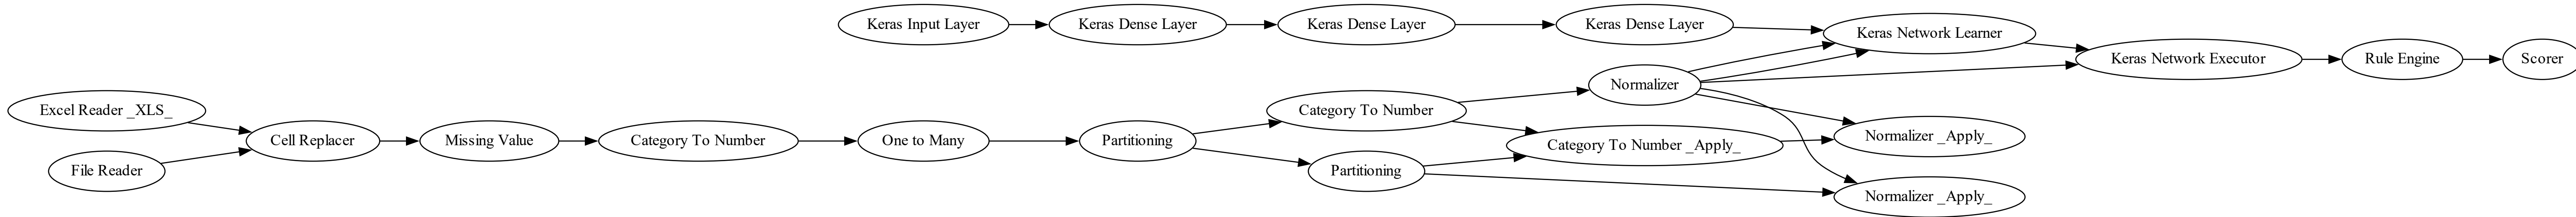 Keras Input Layer
Keras Dense Layer
Keras Dense Layer
Keras Dense Layer
Keras Network Learner
Keras Network Executor
Rule Engine
Scorer
Normalizer
Excel Reader _XLS_
File Reader
Cell Replacer
Missing Value
Category To Number
One to Many
Partitioning
Category To Number
Partitioning
Category To Number _Apply_
Normalizer _Apply_
Normalizer _Apply_